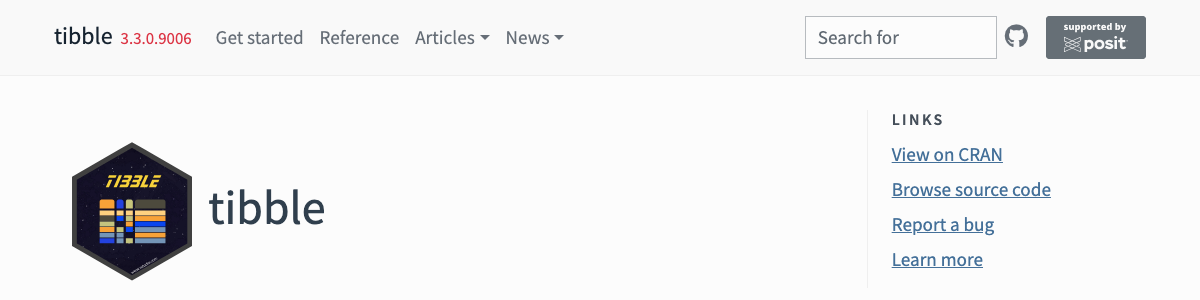 tibble 3.3.0.9006 Get started Reference Articles News Search for
supported by
posit
LINKS
View on CRAN
TIBBLE
tibble
Browse source code
Report a bug
Learn more